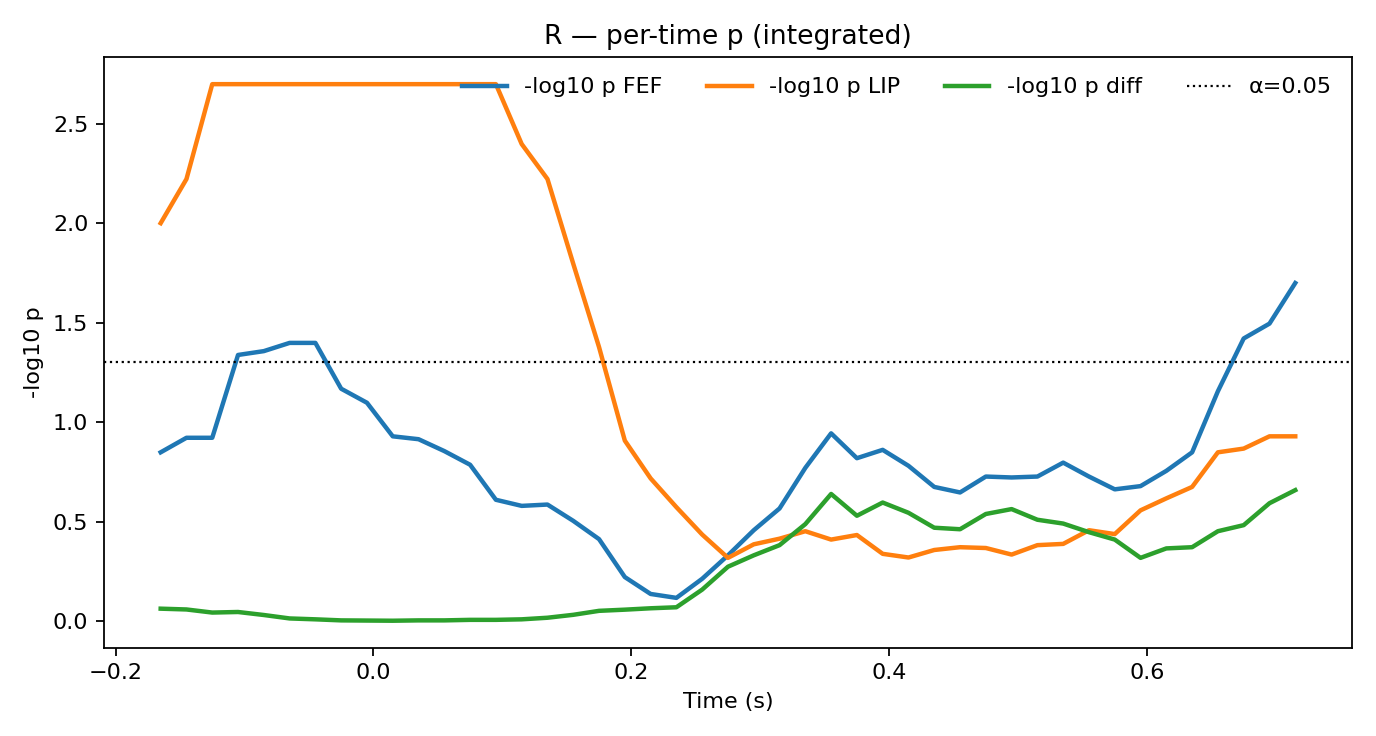 R — per-time p (integrated)
-log10 p FEF -log10 p LIP -log10 p diff α=0.05
2.5
2.0
1.5
1.0
0.5
0.0
-log10 p
−0.2 0.0 0.2 0.4 0.6
Time (s)